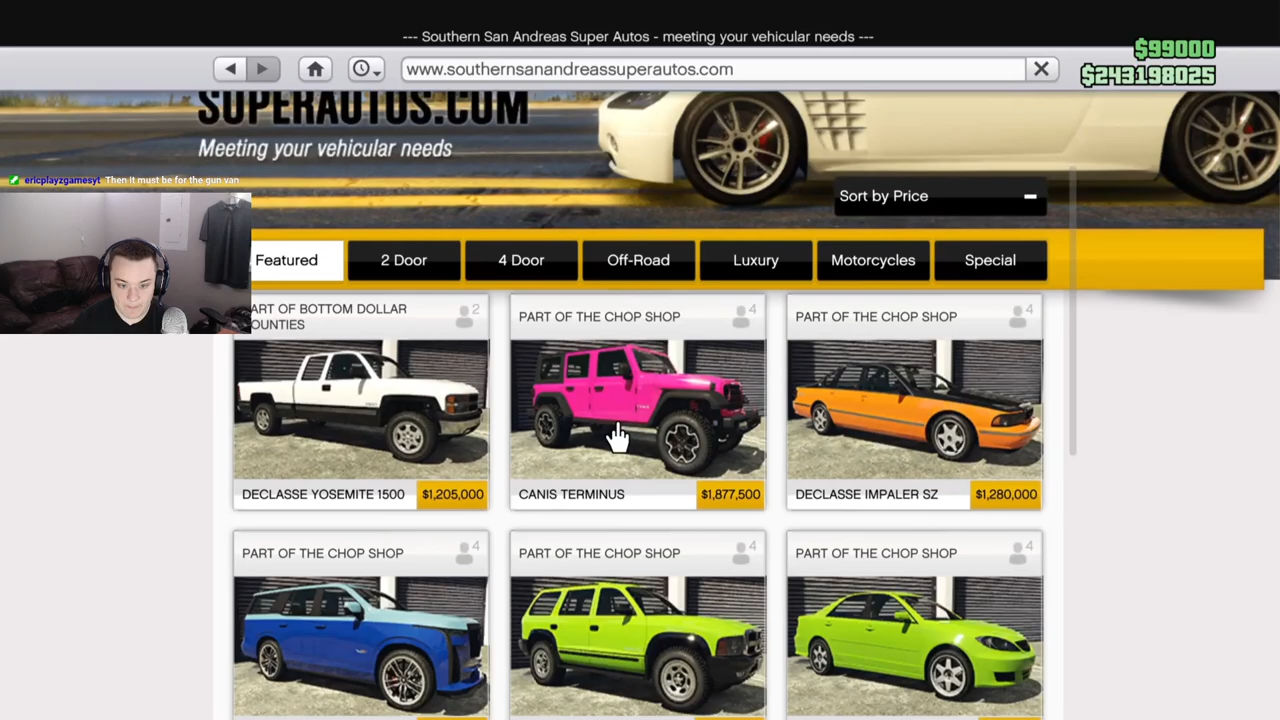 --- Southern San Andreas Super Autos - meeting your vehicular needs ---
$99000
www.southernsanandreassuperautos.com
$243198025
SUPERAUTOS.COM
Meeting your vehicular needs
ericplayzgamesyt Then it must be for the gun van
Sort by Price
Featured
2 Door
4 Door
Off-Road
Luxury
Motorcycles
Special
ART OF BOTTOM DOLLAR
OUNTIES
2
PART OF THE CHOP SHOP
4
PART OF THE CHOP SHOP
4
DECLASSE YOSEMITE 1500
$1,205,000
CANIS TERMINUS
$1,877,500
DECLASSE IMPALER SZ
$1,280,000
PART OF THE CHOP SHOP
4
PART OF THE CHOP SHOP
4
PART OF THE CHOP SHOP
4